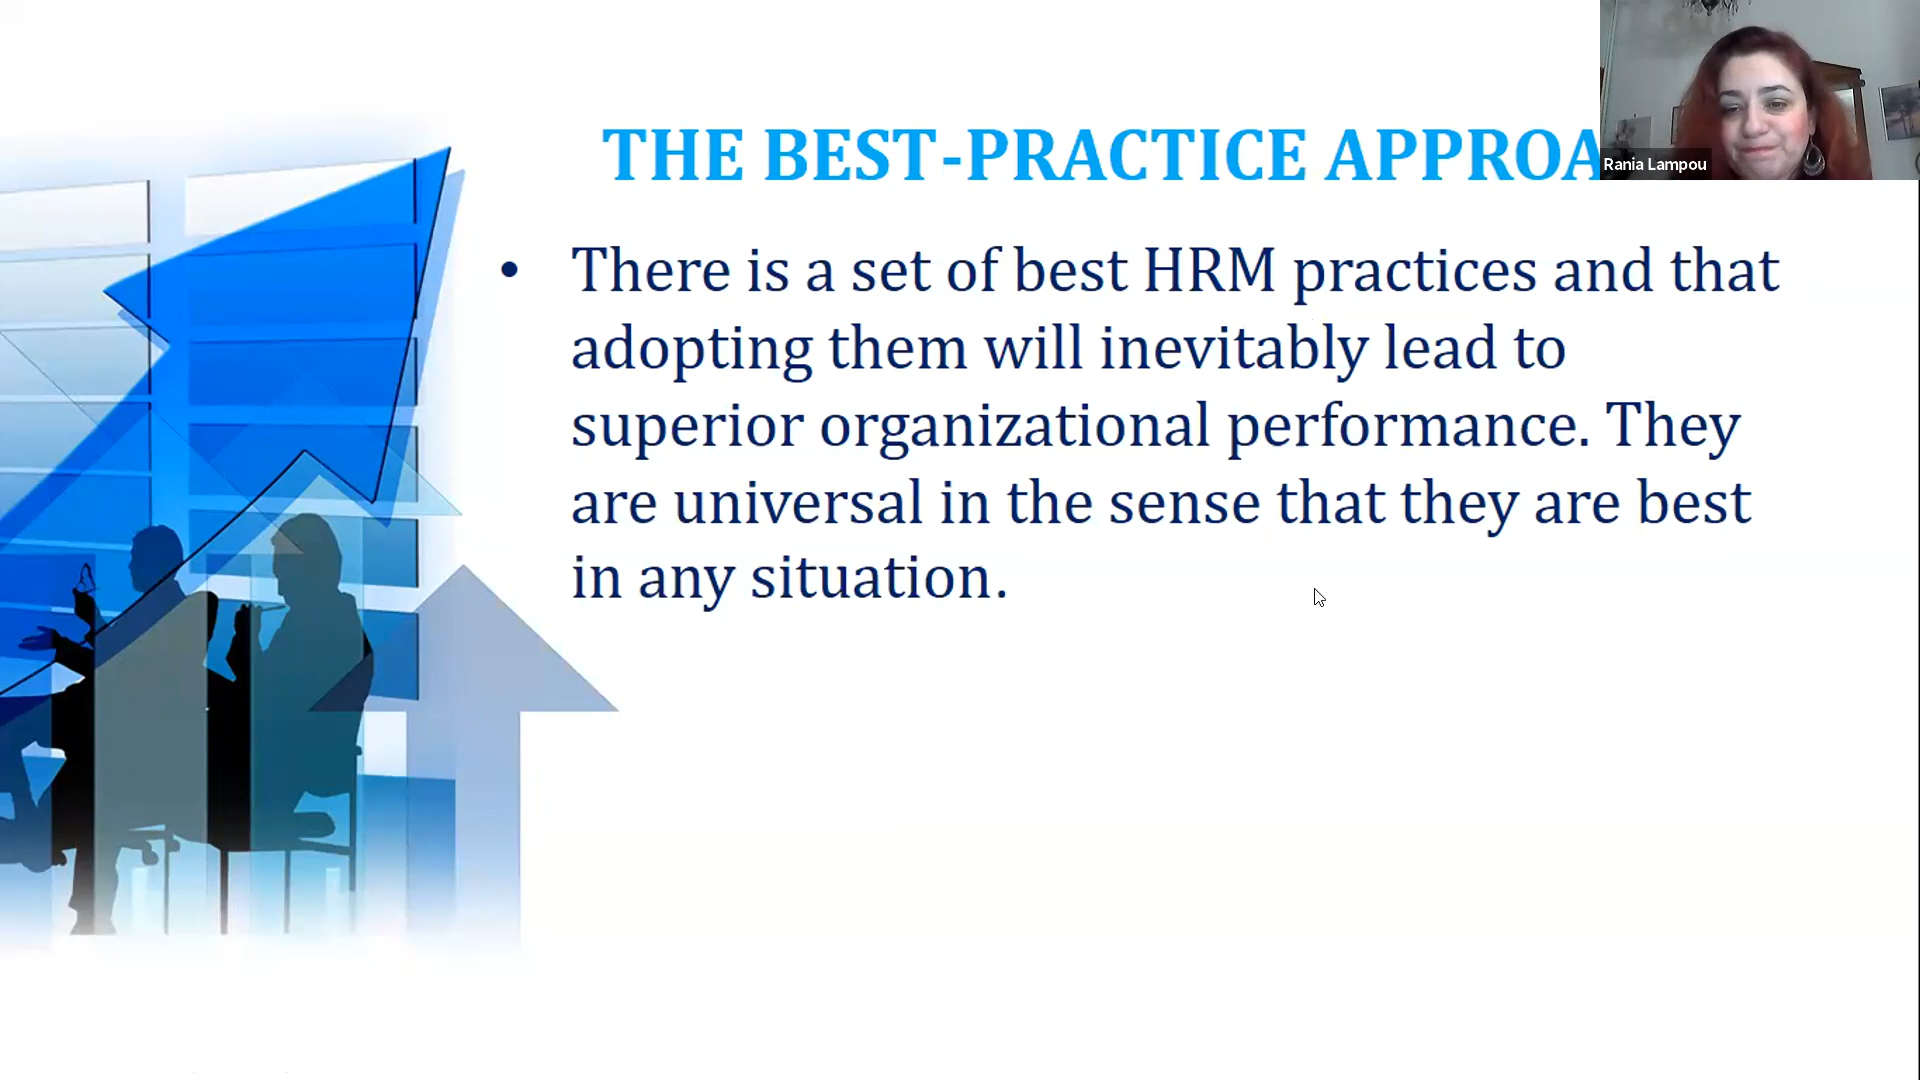 THE BEST-PRACTICE APPROA
Rania Lampou
• There is a set of best HRM practices and that
adopting them will inevitably lead to
superior organizational performance. They
are universal in the sense that they are best
in any situation.